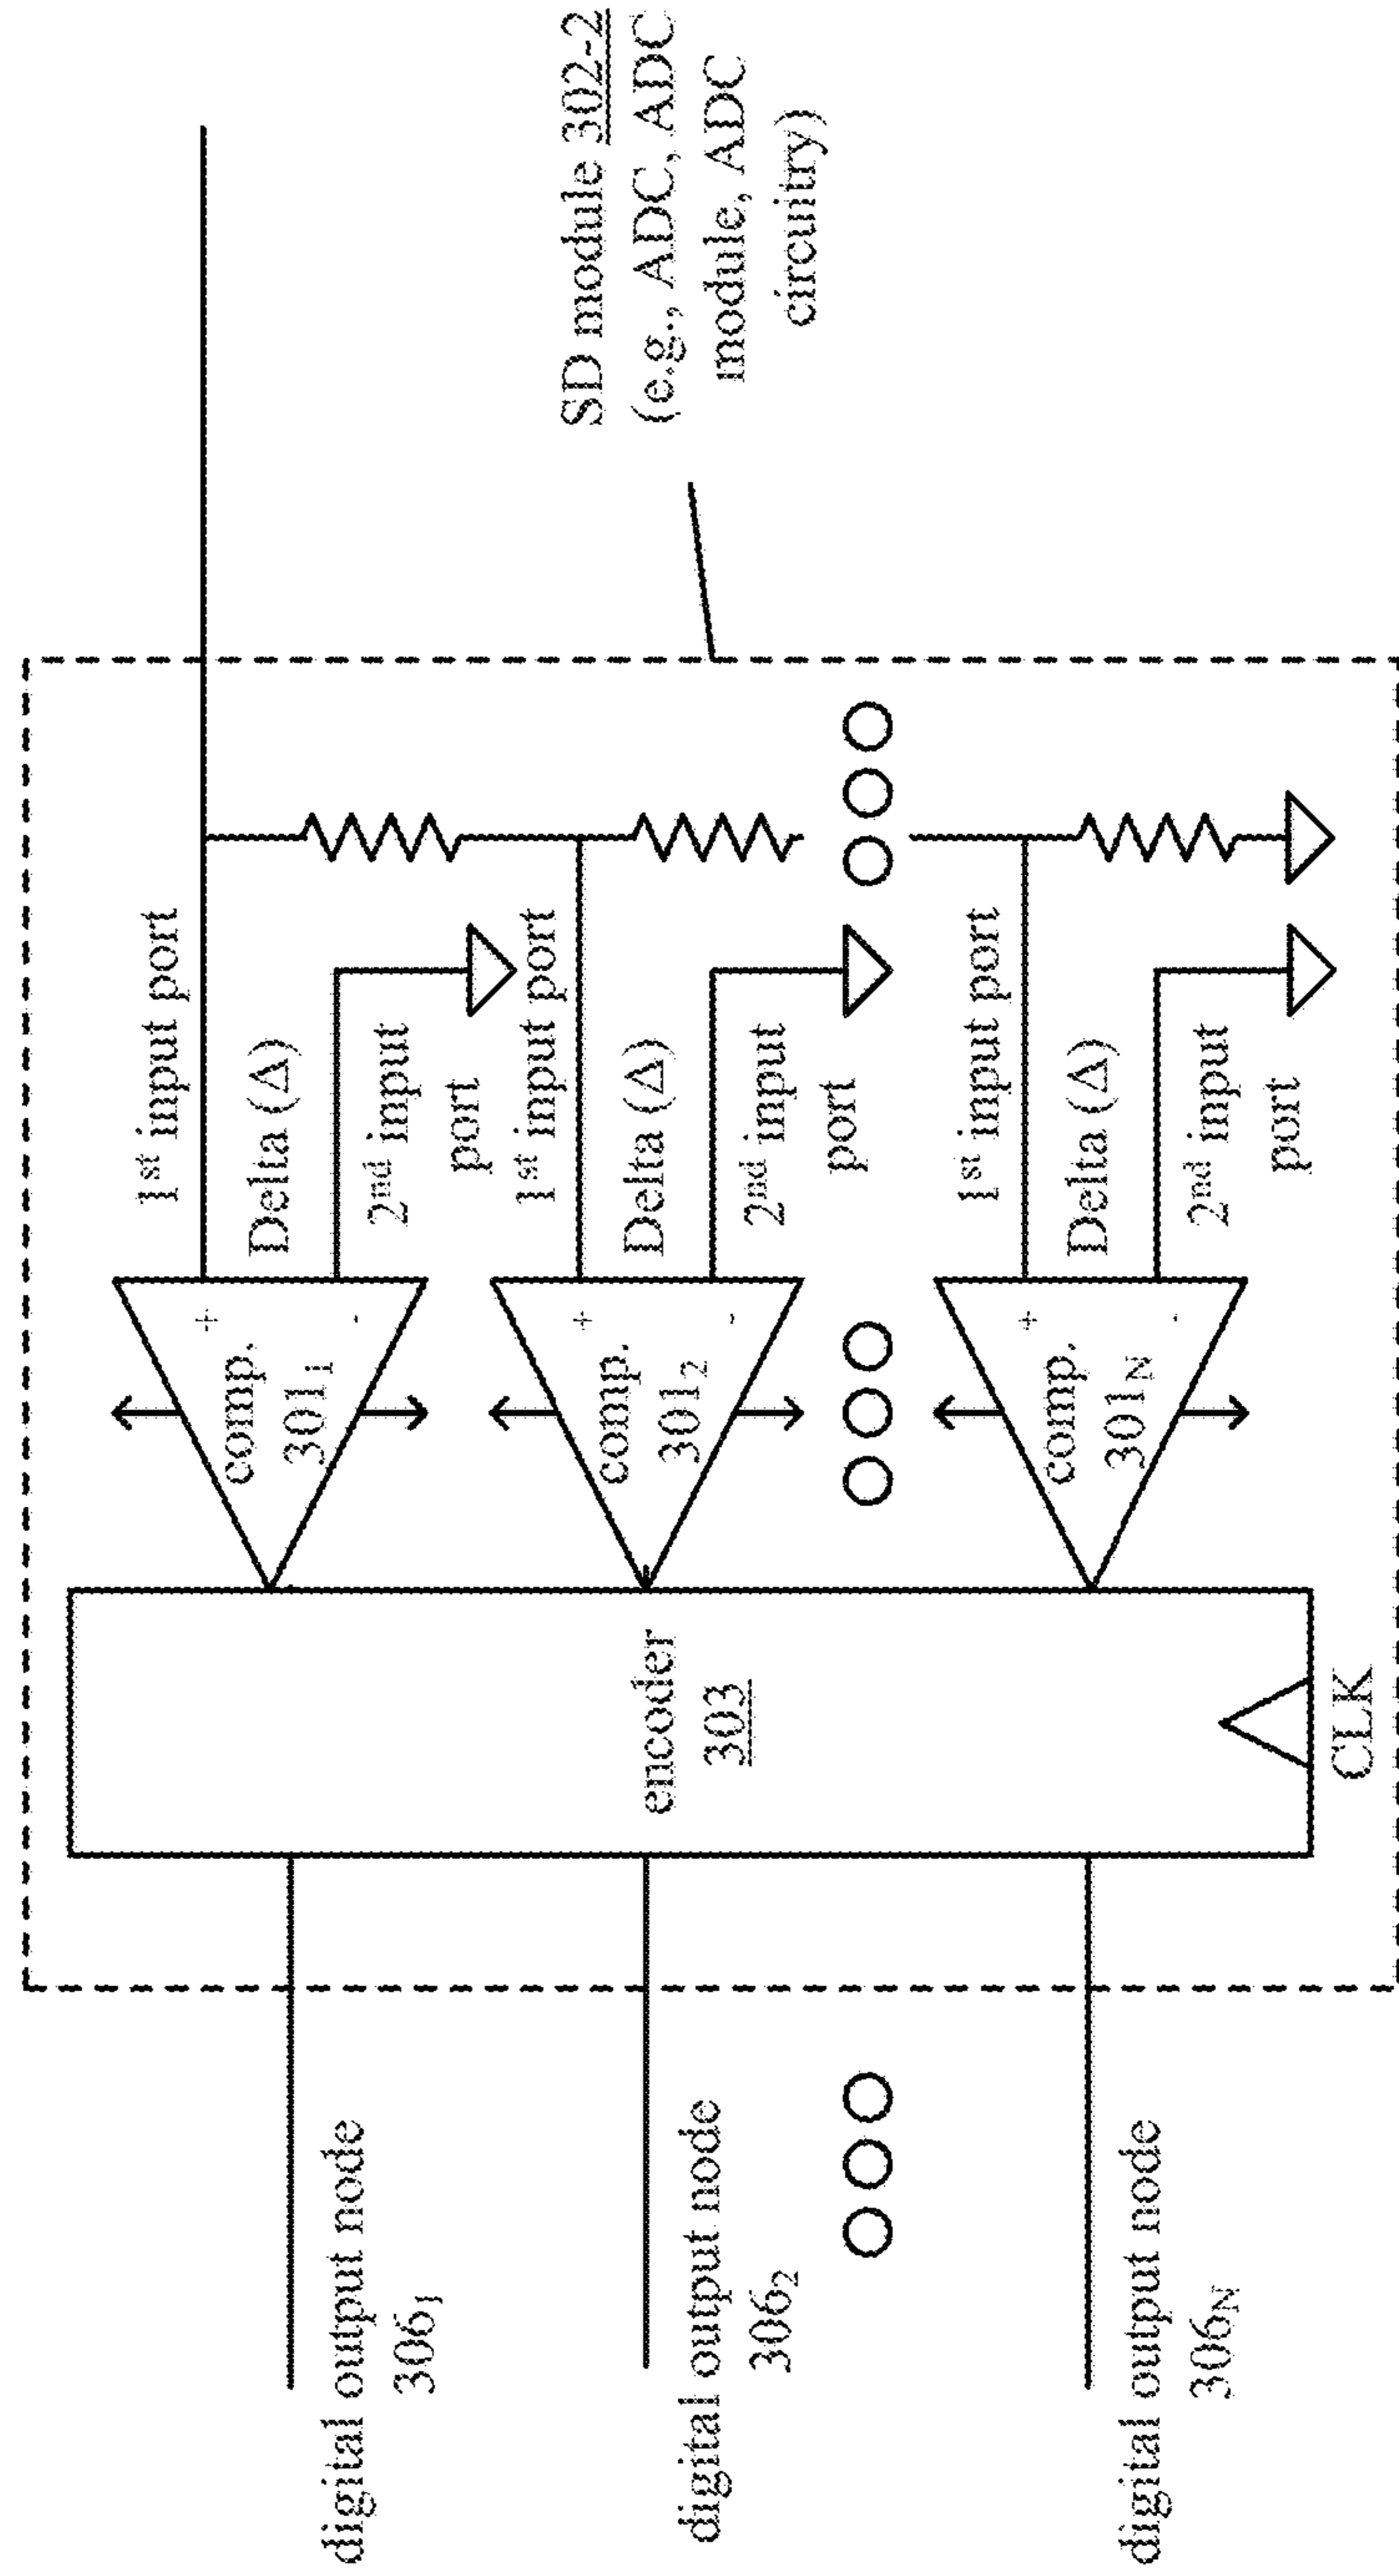 SD module 302-2
(e.g., ADC, ADC
module, ADC
circuitry)
1st input port
Delta (Δ)
2nd input
port
1st input port
Delta (Δ)
2nd input
port
1st input port
Delta (Δ)
2nd input
port
+
-
comp.
3011
+
-
comp.
3012
+
-
comp.
301N
encoder
303
CLK
digital output node
3061
digital output node
3062
digital output node
306N